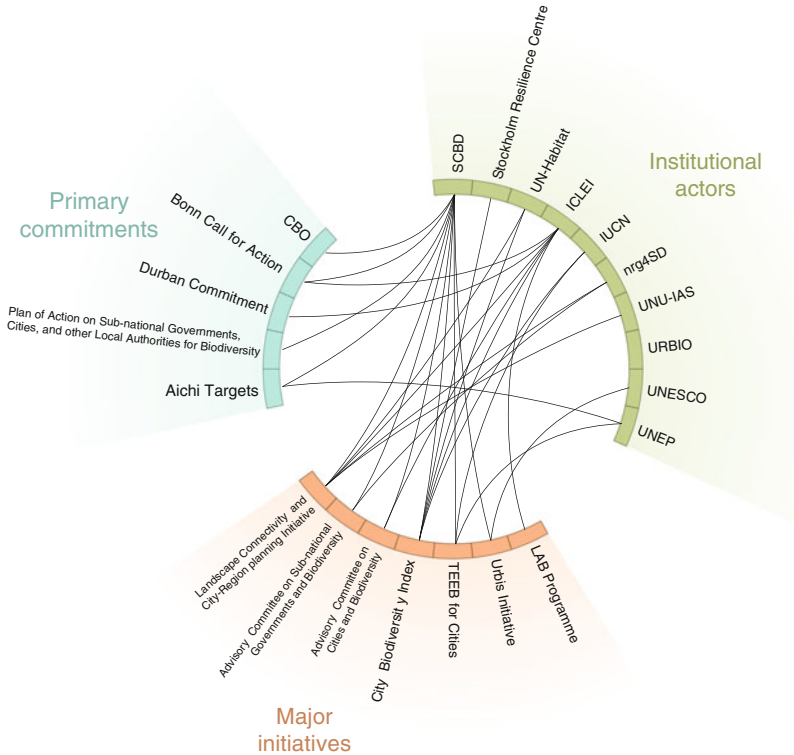 Primary
commitments
CBO
Bonn Call for Action
Durban Commitment
Plan of Action on Sub-national Governments,
Cities, and other Local Authorities for Biodiversity
Aichi Targets
Institutional
actors
SCBD
Stockholm Resilience Centre
UN-Habitat
ICLEI
IUCN
nrg4SD
UNU-IAS
URBIO
UNESCO
UNEP
Landscape Connectivity and
City-Region planning Initiative
Advisory Committee on Sub-national
Governments and Biodiversity
Advisory Committee on
Cities and Biodiversity
City Biodiversit y Index
TEEB for Cities
Urbis Initiative
LAB Programme
Major
initiatives